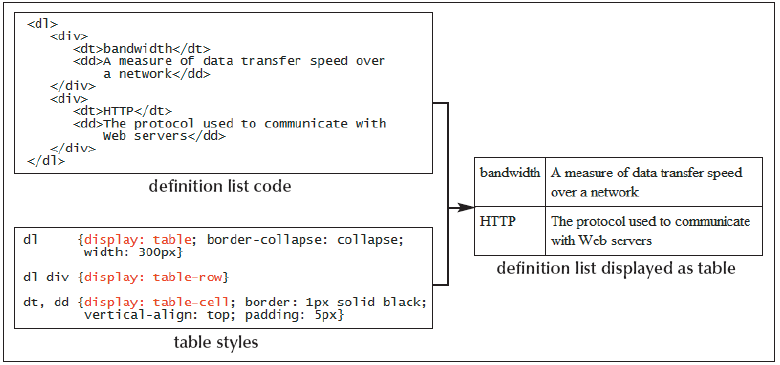 <dl>
<div>
<dt>bandwidth</dt>
<dd>A measure of data transfer speed over
a network</dd>
</div>
<div>
<dt>HTTP</dt>
<dd>The protocol used to communicate with
Web servers</dd>
</div>
</dl>
definition list code
dl {display: table; border-collapse: collapse;
width: 300px}
dl div {display: table-row}
dt, dd {display: table-cell; border: 1px solid black;
vertical-align: top; padding: 5px}
table styles
bandwidth A measure of data transfer speed
over a network
HTTP The protocol used to communicate
with Web servers
definition list displayed as table